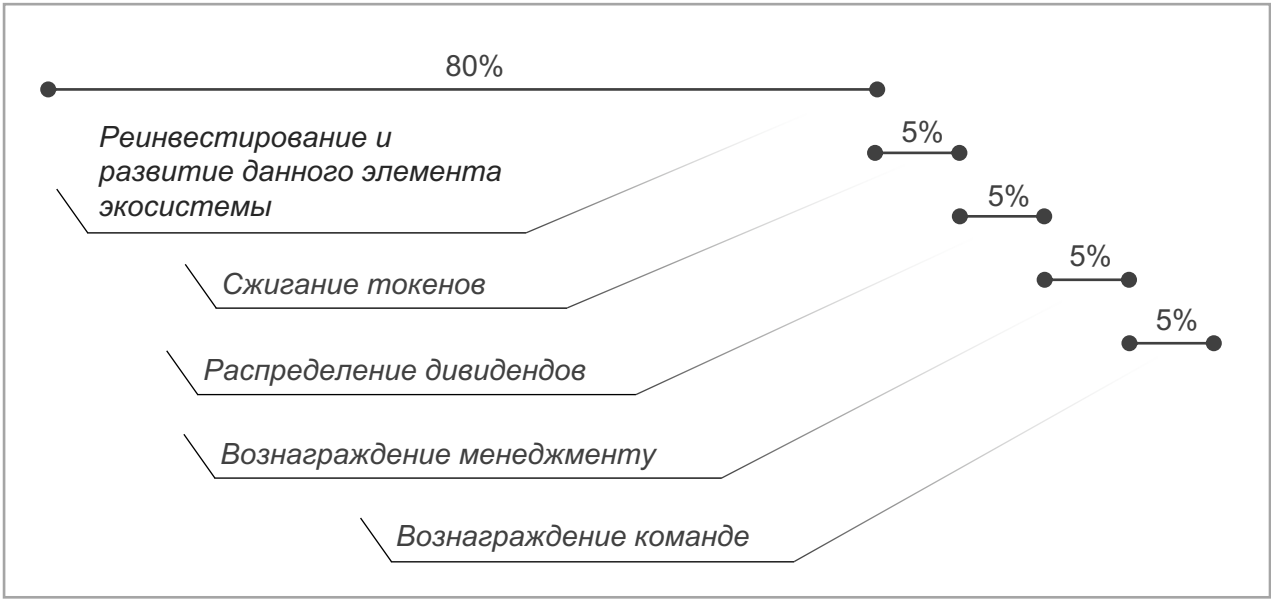 80%
Реинвестирование и
развитие данного элемента
экосистемы
5%
Сжигание токенов
5%
Распределение дивидендов
5%
Вознаграждение менеджменту
5%
Вознаграждение команде